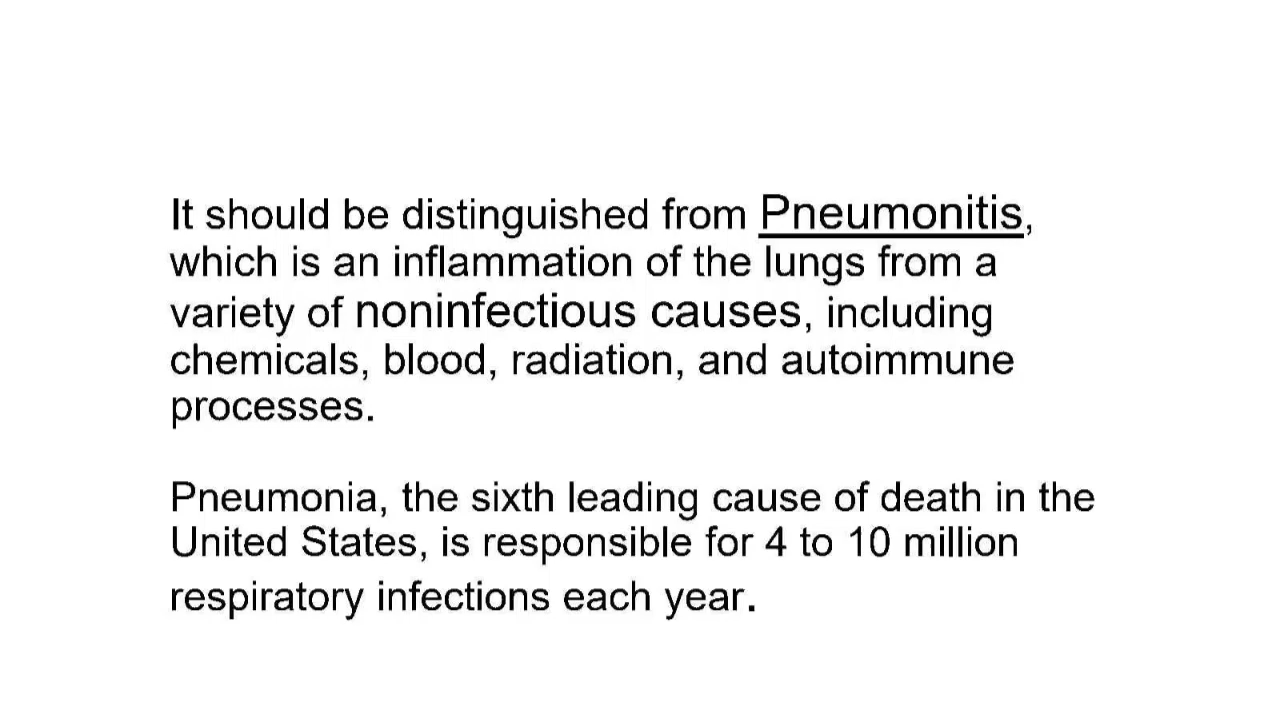 It should be distinguished from Pneumonitis,
which is an inflammation of the lungs from a
variety of noninfectious causes, including
chemicals, blood, radiation, and autoimmune
processes.
Pneumonia, the sixth leading cause of death in the
United States, is responsible for 4 to 10 million
respiratory infections each year.